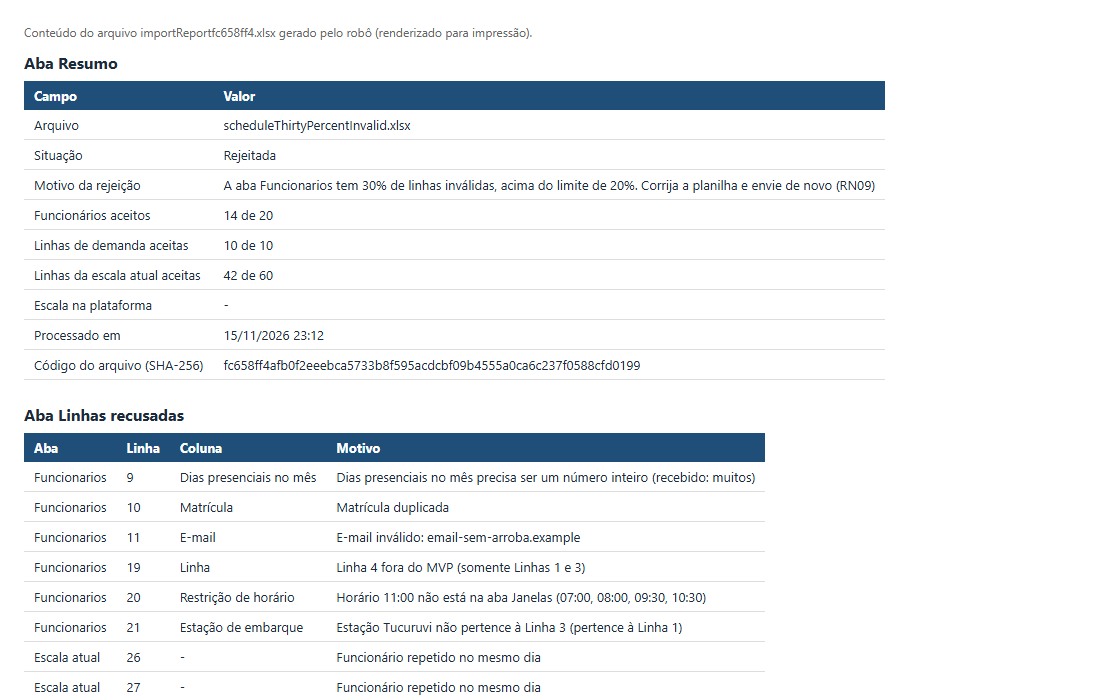 Conteúdo do arquivo importReportfc658ff4.xlsx gerado pelo robô (renderizado para impressão).
Aba Resumo
Campo Valor
Arquivo scheduleThirtyPercentInvalid.xlsx
Situação Rejeitada
Motivo da rejeição A aba Funcionarios tem 30% de linhas inválidas, acima do limite de 20%. Corrija a planilha e envie de novo (RN09)
Funcionários aceitos 14 de 20
Linhas de demanda aceitas 10 de 10
Linhas da escala atual aceitas 42 de 60
Escala na plataforma -
Processado em 15/11/2026 23:12
Código do arquivo (SHA-256) fc658ff4afb0f2eeebca5733b8f595acdcbf09b4555a0ca6c237f0588cfd0199
Aba Linhas recusadas
Aba Linha Coluna Motivo
Funcionarios 9 Dias presenciais no mês Dias presenciais no mês precisa ser um número inteiro (recebido: muitos)
Funcionarios 10 Matrícula Matrícula duplicada
Funcionarios 11 E-mail E-mail inválido: email-sem-arroba.example
Funcionarios 19 Linha Linha 4 fora do MVP (somente Linhas 1 e 3)
Funcionarios 20 Restrição de horário Horário 11:00 não está na aba Janelas (07:00, 08:00, 09:30, 10:30)
Funcionarios 21 Estação de embarque Estação Tucuruvi não pertence à Linha 3 (pertence à Linha 1)
Escala atual 26 - Funcionário repetido no mesmo dia
Escala atual 27 - Funcionário repetido no mesmo dia